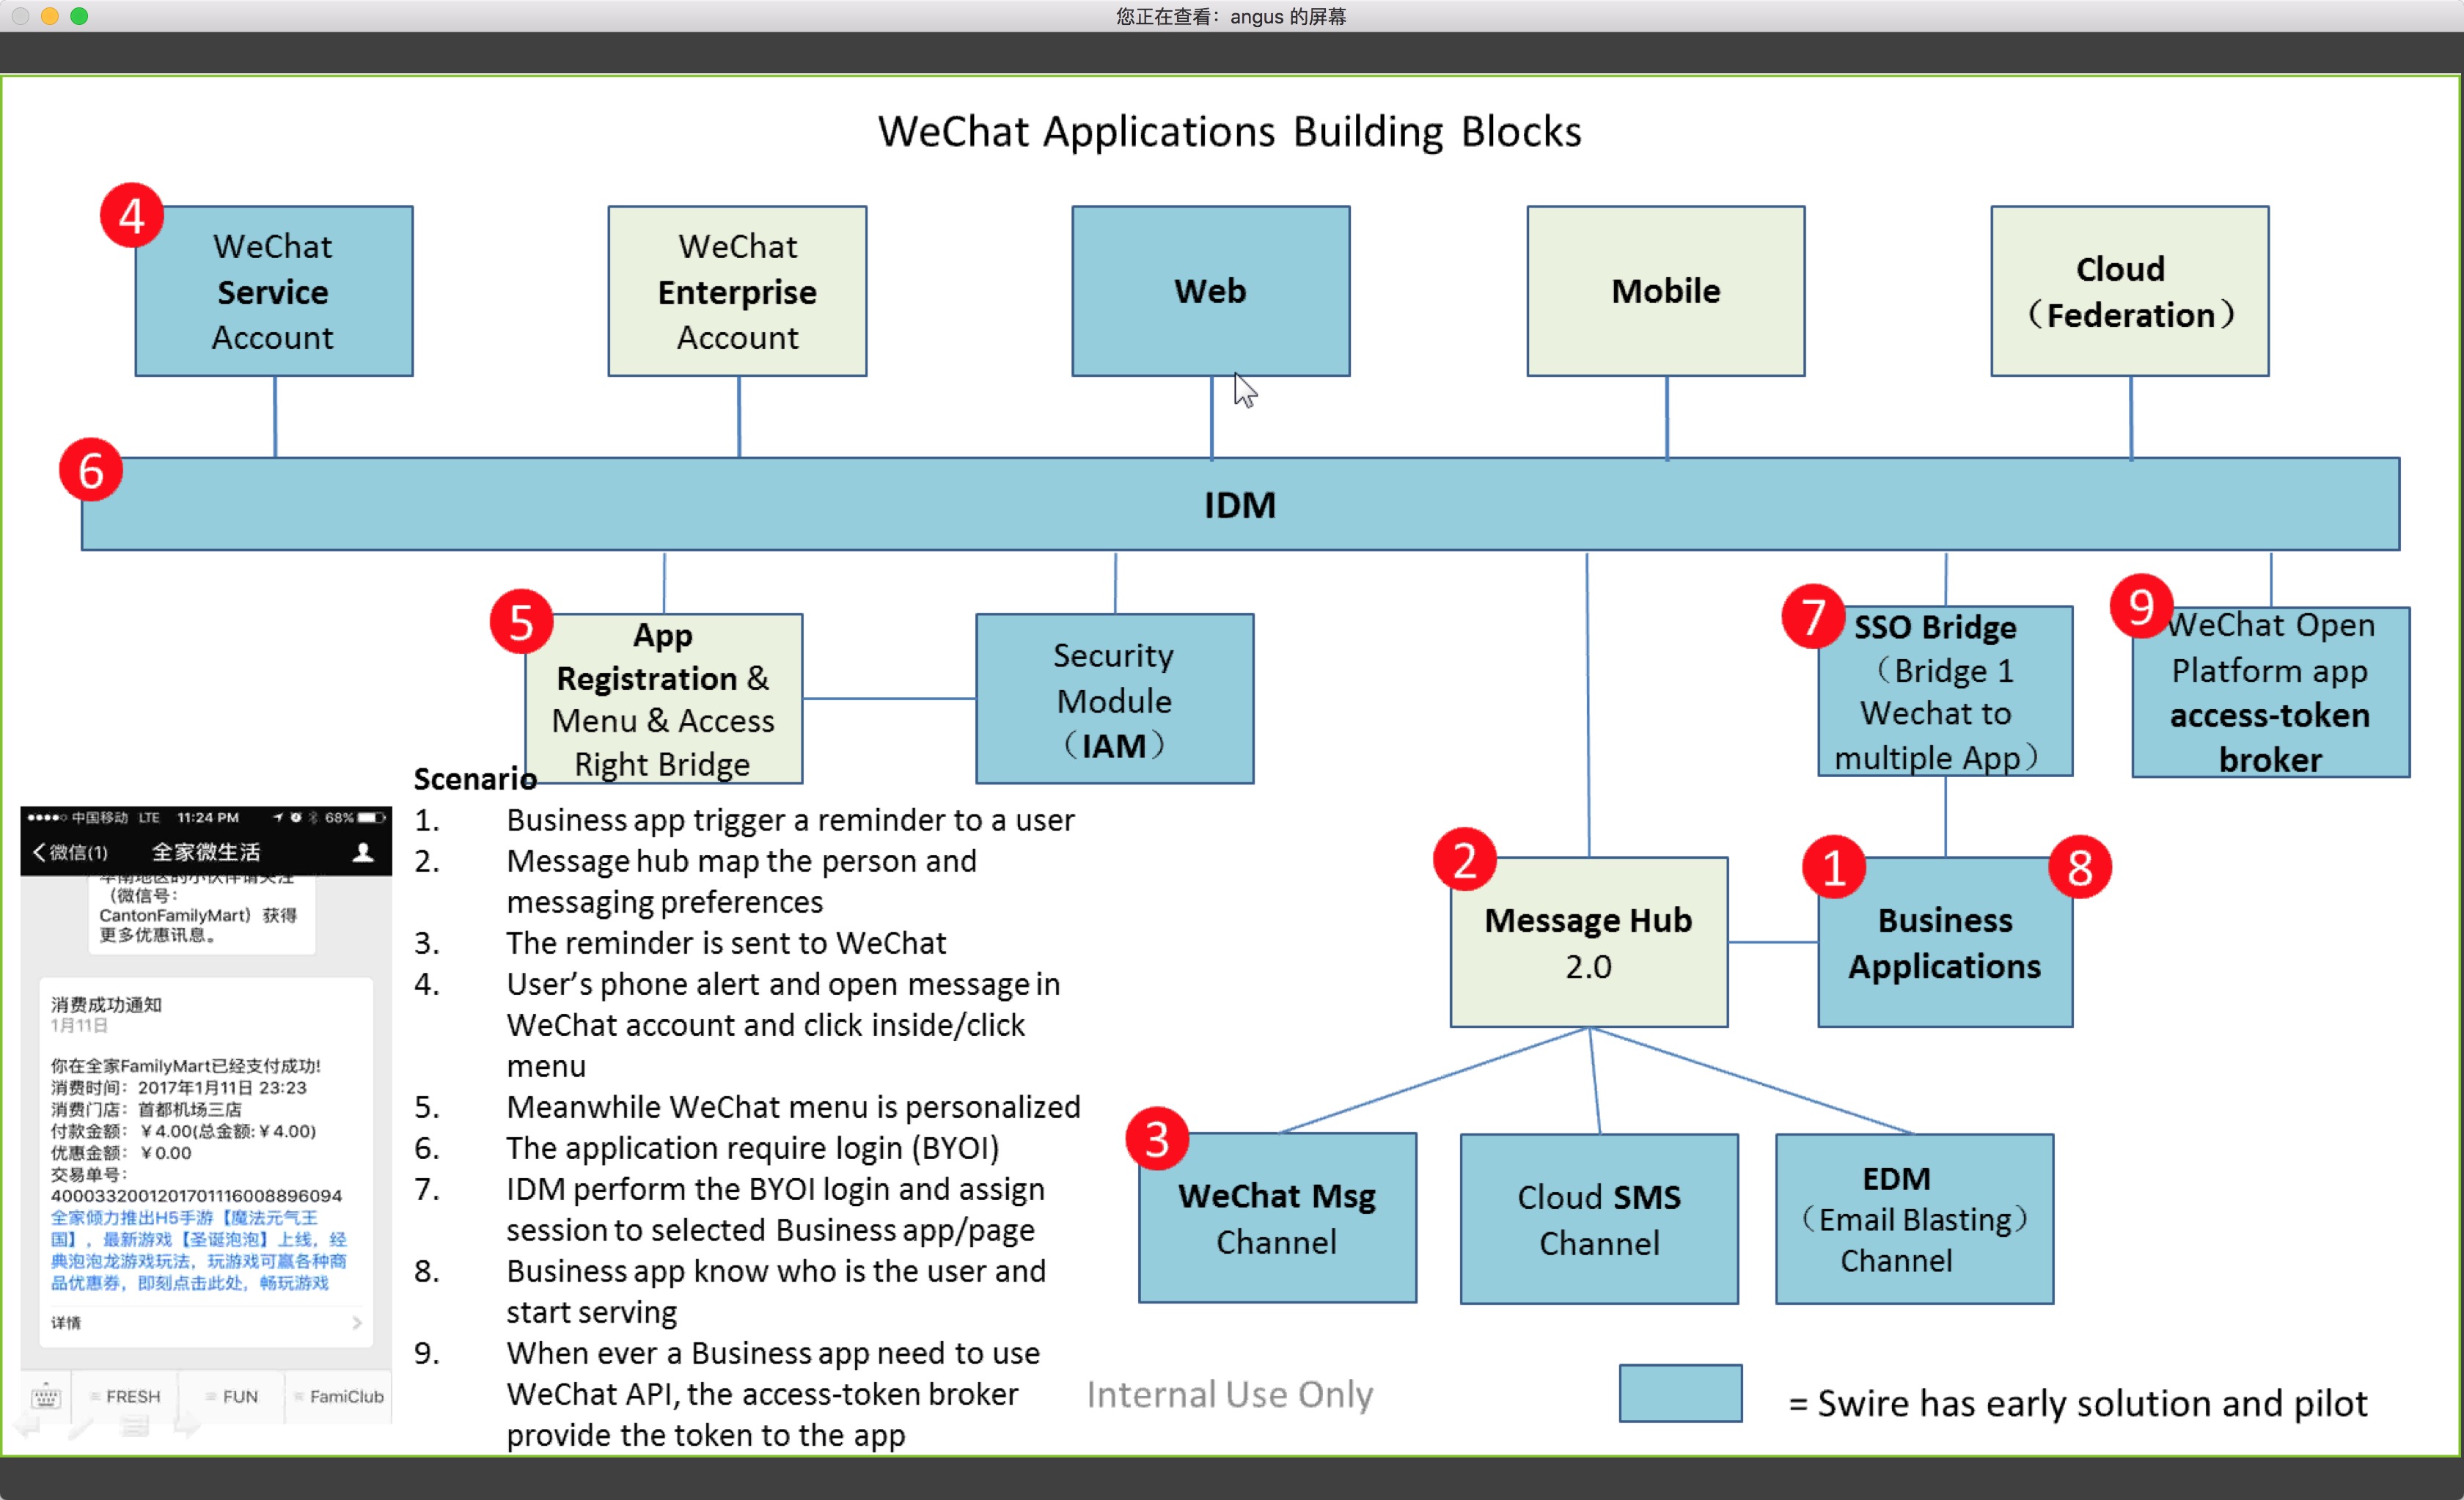 您正在查看：angus 的屏幕
WeChat Applications Building Blocks
4
WeChat
Service
Account
WeChat
Enterprise
Account
Web
Mobile
Cloud
（Federation）
6
IDM
5
App
Registration &
Menu & Access
Right Bridge
Security
Module
（IAM）
7
SSO Bridge
（Bridge 1
Wechat to
multiple App）
9
WeChat Open
Platform app
access-token
broker
2
Message Hub
2.0
1
8
Business
Applications
3
WeChat Msg
Channel
Cloud SMS
Channel
EDM
（Email Blasting）
Channel
Scenario
1. Business app trigger a reminder to a user
2. Message hub map the person and
messaging preferences
3. The reminder is sent to WeChat
4. User’s phone alert and open message in
WeChat account and click inside/click
menu
5. Meanwhile WeChat menu is personalized
6. The application require login (BYOI)
7. IDM perform the BYOI login and assign
session to selected Business app/page
8. Business app know who is the user and
start serving
9. When ever a Business app need to use
WeChat API, the access-token broker
provide the token to the app
中国移动 LTE 11:24 PM 68%
微信(1) 全家微生活
华南地区的小伙伴请关注
（微信号：
CantonFamilyMart）获得
更多优惠讯息。
消费成功通知
1月11日
你在全家FamilyMart已经支付成功!
消费时间：2017年1月11日 23:23
消费门店：首都机场三店
付款金额：￥4.00(总金额:￥4.00)
优惠金额：￥0.00
交易单号：
4000332001201701116008896094
全家倾力推出H5手游【魔法元气王
国】，最新游戏【圣诞泡泡】上线，经
典泡泡龙游戏玩法，玩游戏可赢各种商
品优惠券，即刻点击此处，畅玩游戏
详情
FRESH FUN FamiClub
Internal Use Only
= Swire has early solution and pilot